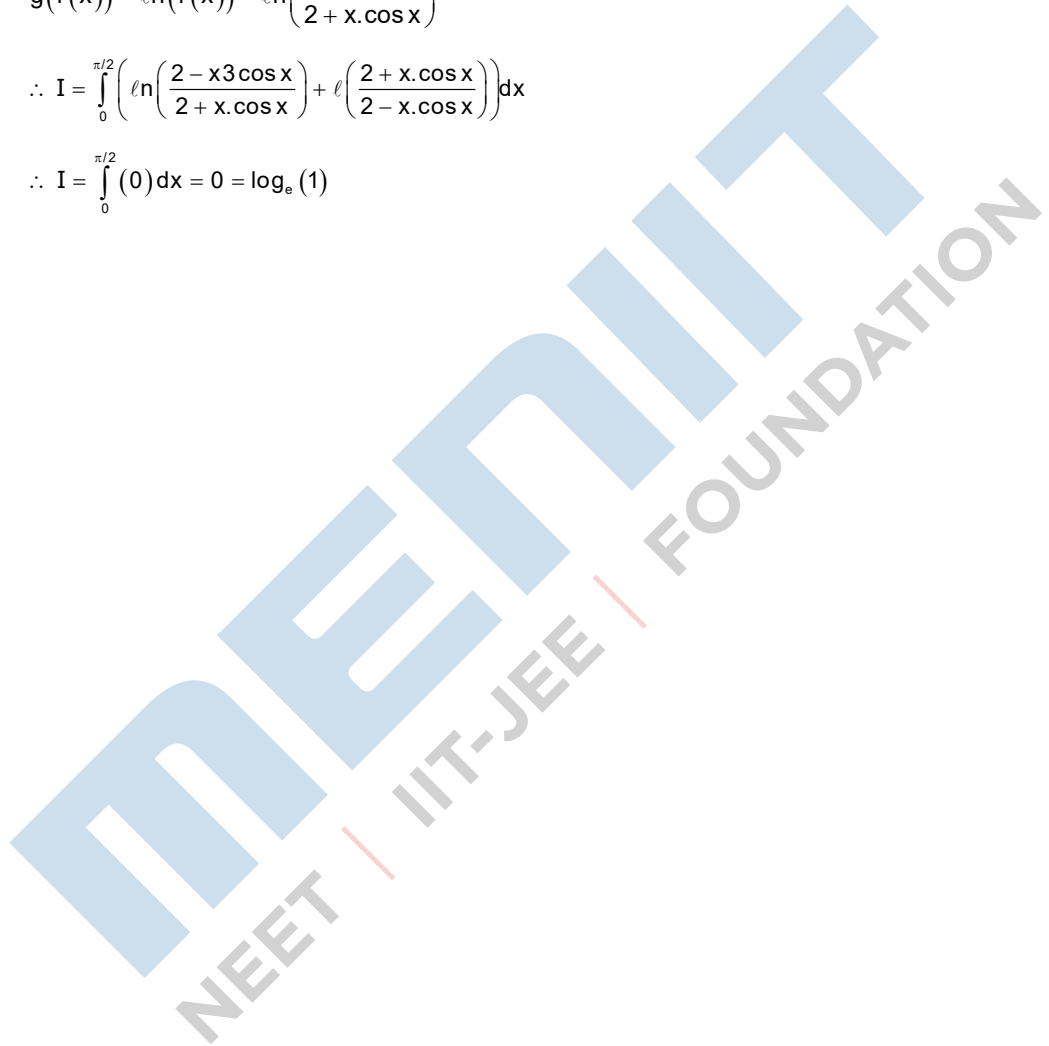 g(f(x)) = ℓn(f(x)) = ℓn(/(2 + x.cos x))
∴ I = ∫₀^{π/2} (ℓn((2 − x3cos x)/(2 + x.cos x)) + ℓ((2 + x.cos x)/(2 − x.cos x)))dx
∴ I = ∫₀^{π/2} (0)dx = 0 = logₑ(1)
MENIIT
NEET | IIT-JEE | FOUNDATION